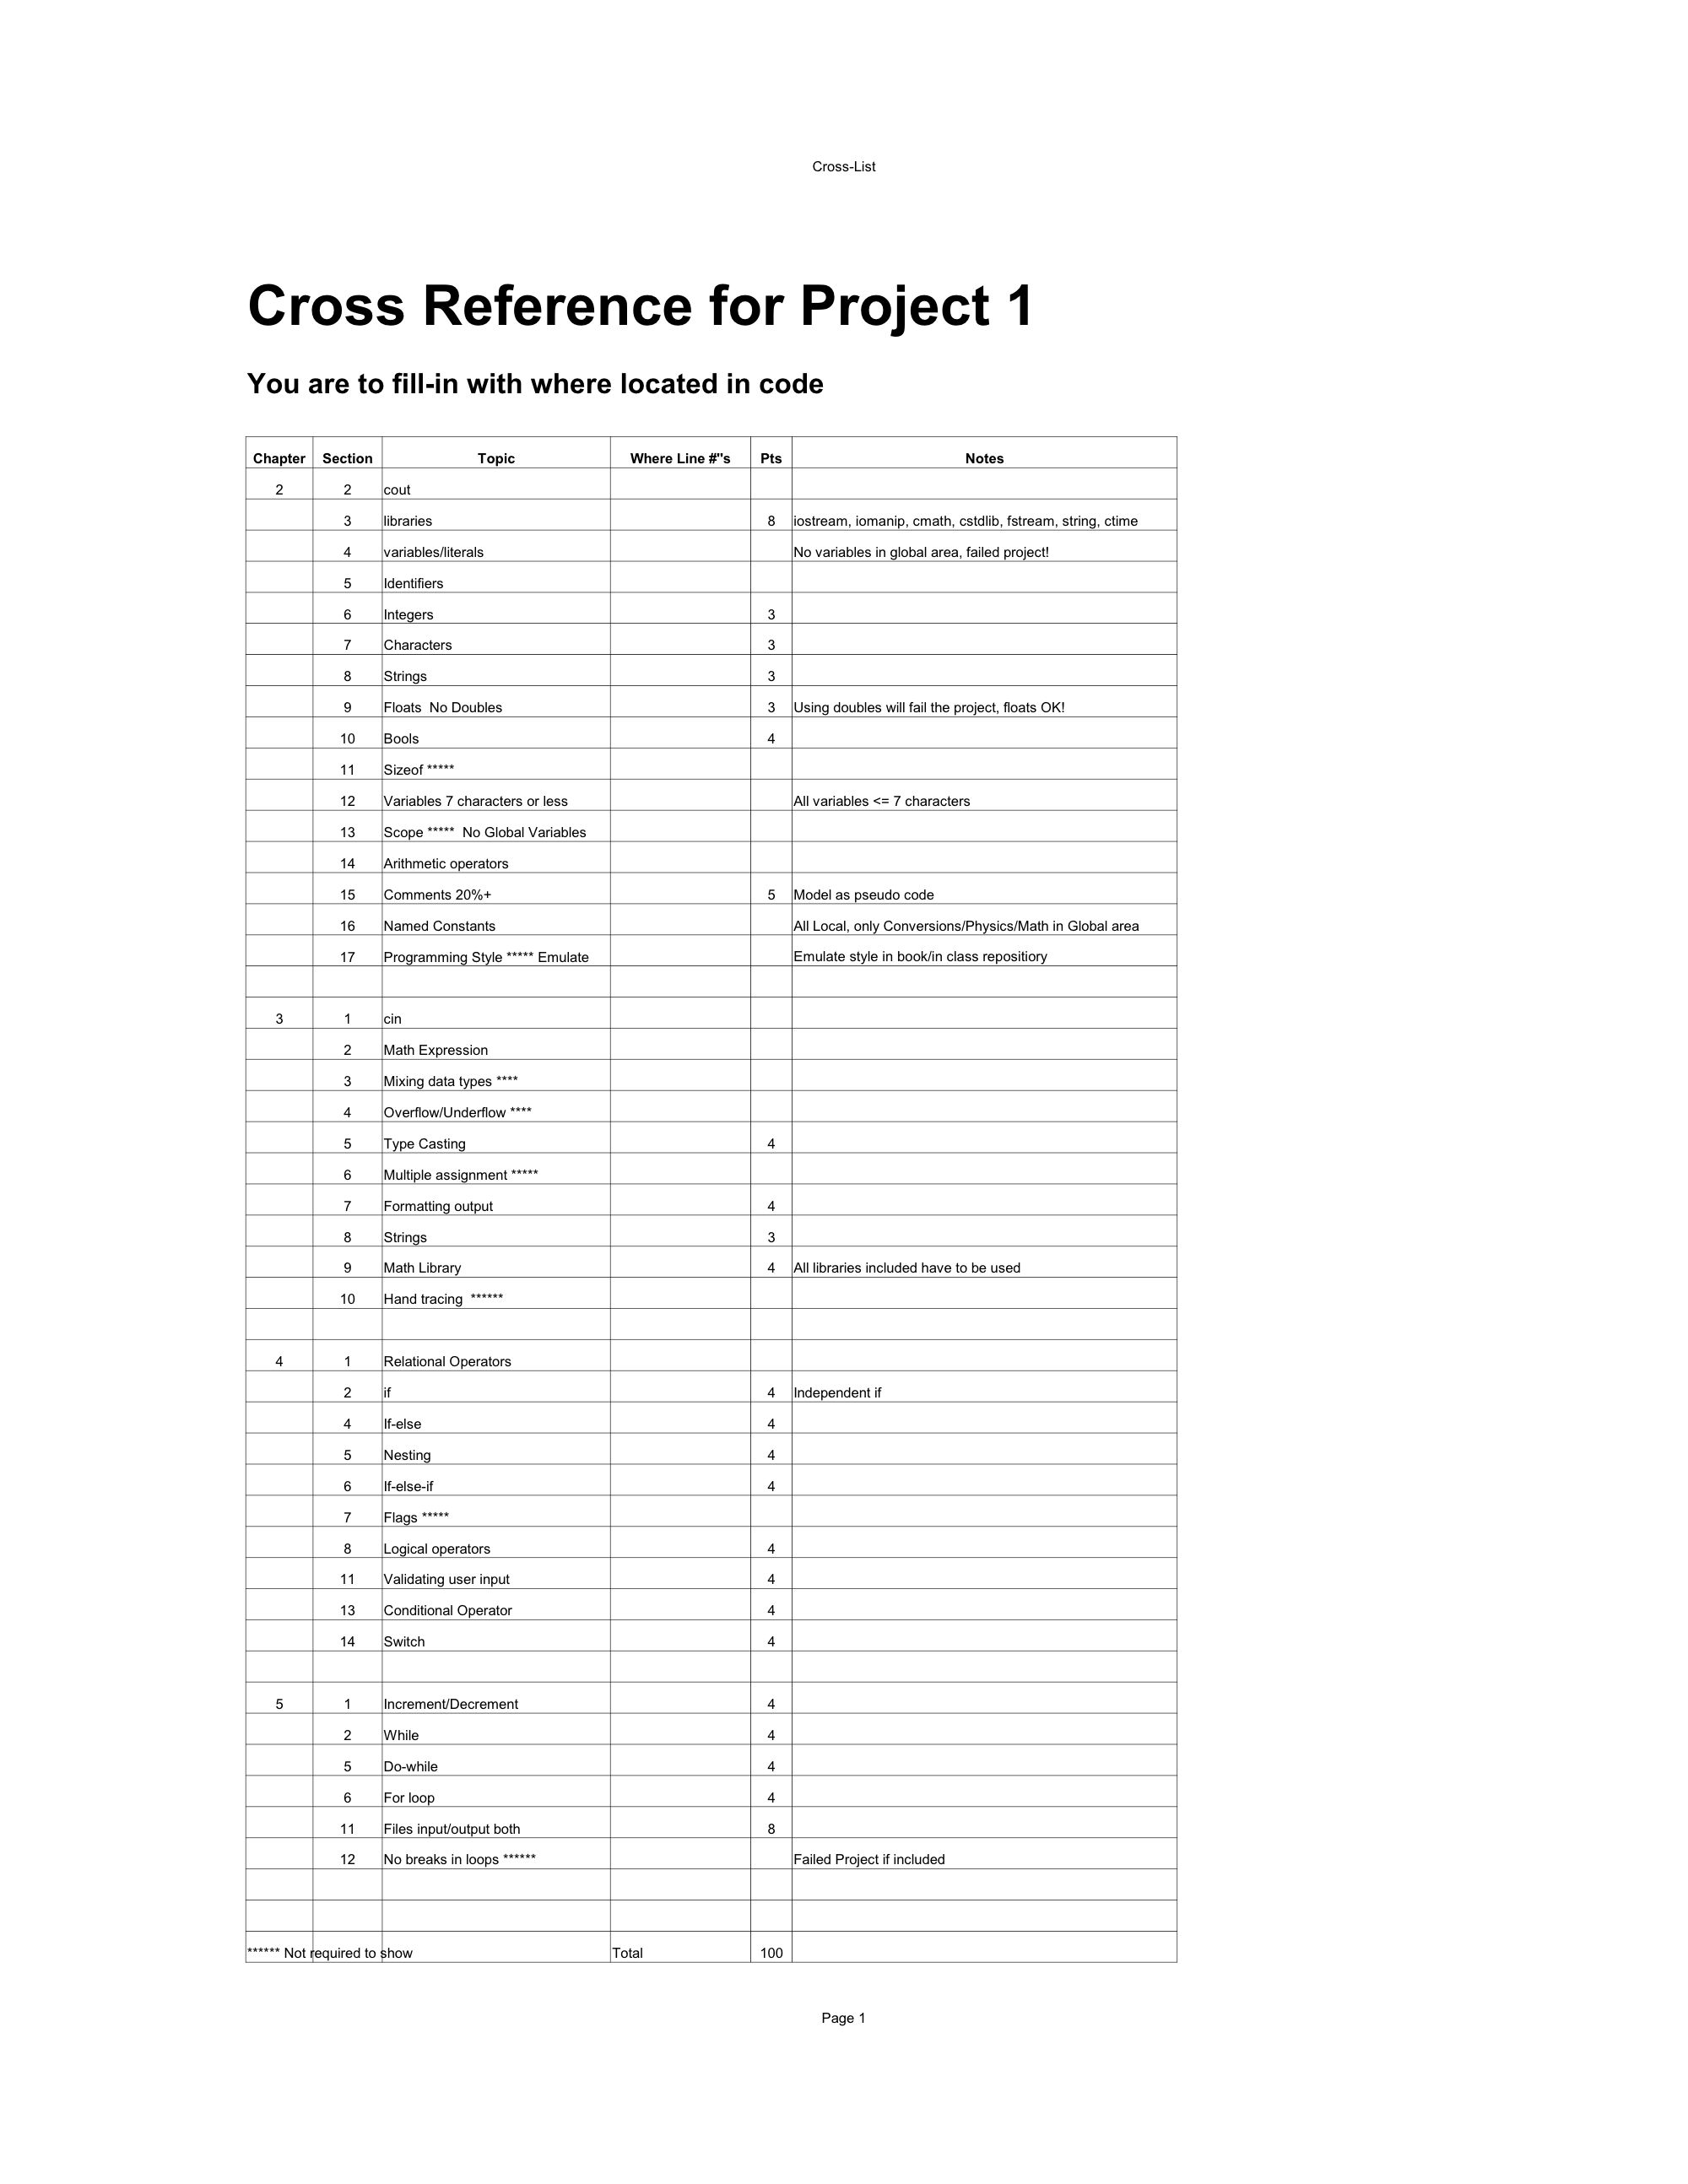 Cross-List
Cross Reference for Project 1
You are to fill-in with where located in code
Chapter Section Topic Where Line #"s Pts Notes
2 2 cout
3 libraries 8 iostream, iomanip, cmath, cstdlib, fstream, string, ctime
4 variables/literals No variables in global area, failed project!
5 Identifiers
6 Integers 3
7 Characters 3
8 Strings 3
9 Floats No Doubles 3 Using doubles will fail the project, floats OK!
10 Bools 4
11 Sizeof *****
12 Variables 7 characters or less All variables <= 7 characters
13 Scope ***** No Global Variables
14 Arithmetic operators
15 Comments 20%+ 5 Model as pseudo code
16 Named Constants All Local, only Conversions/Physics/Math in Global area
17 Programming Style ***** Emulate Emulate style in book/in class repositiory
3 1 cin
2 Math Expression
3 Mixing data types ****
4 Overflow/Underflow ****
5 Type Casting 4
6 Multiple assignment *****
7 Formatting output 4
8 Strings 3
9 Math Library 4 All libraries included have to be used
10 Hand tracing ******
4 1 Relational Operators
2 if 4 Independent if
4 If-else 4
5 Nesting 4
6 If-else-if 4
7 Flags *****
8 Logical operators 4
11 Validating user input 4
13 Conditional Operator 4
14 Switch 4
5 1 Increment/Decrement 4
2 While 4
5 Do-while 4
6 For loop 4
11 Files input/output both 8
12 No breaks in loops ****** Failed Project if included
****** Not required to show Total 100
Page 1